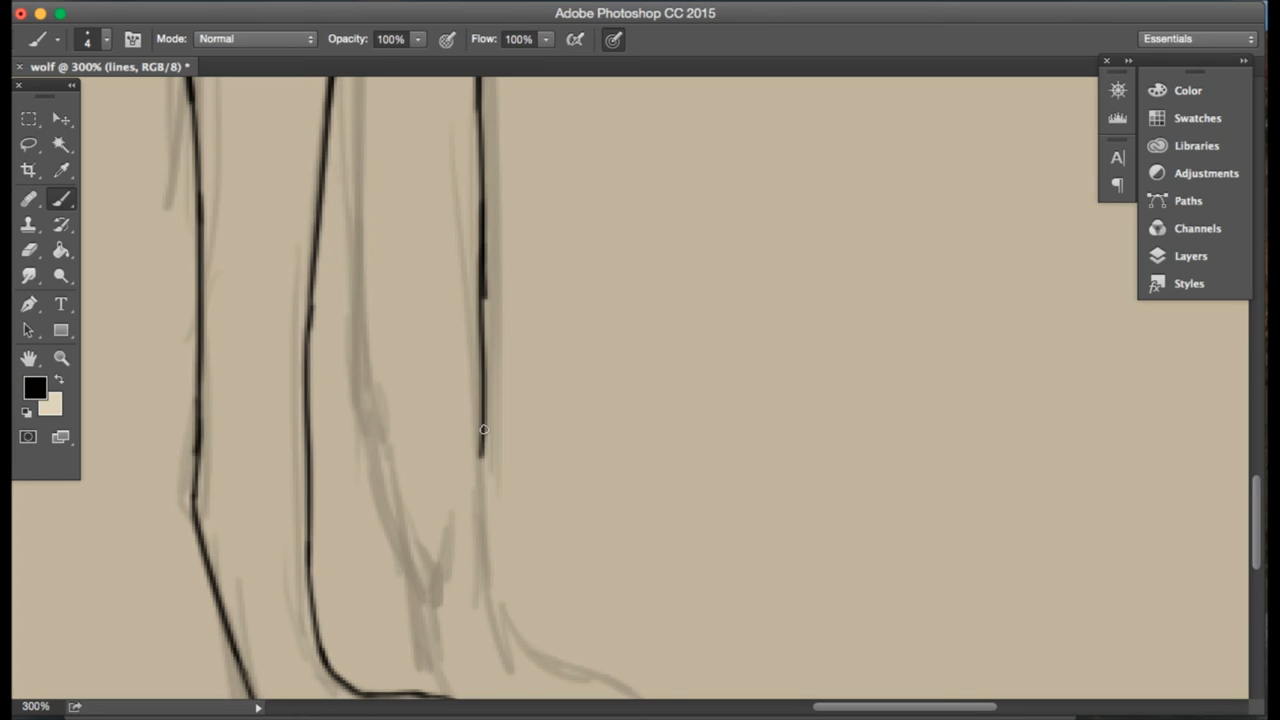 Adobe Photoshop CC 2015
4 Mode: Normal Opacity: 100% Flow: 100% Essentials
× wolf @ 300% (lines, RGB/8) *
Color
Swatches
Libraries
Adjustments
Paths
Channels
Layers
Styles
300%